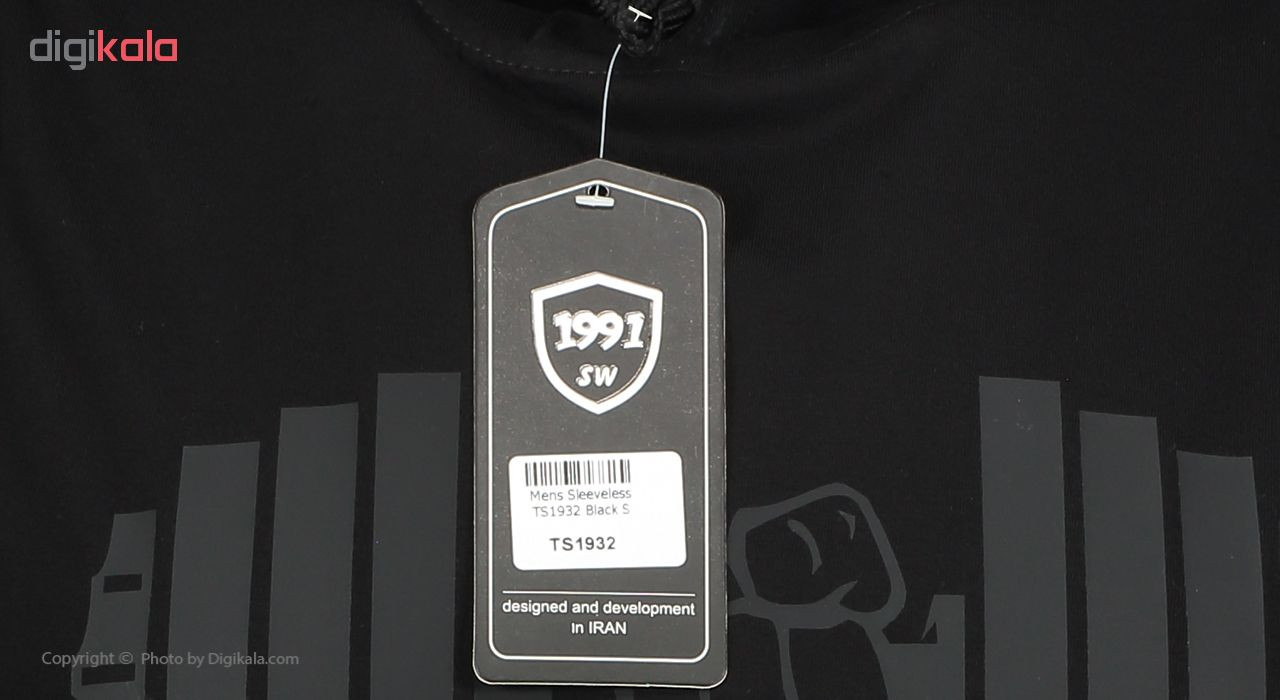 digikala
1991
SW
Mens Sleeveless
TS1932 Black S
TS1932
designed and development
in IRAN
Copyright © Photo by Digikala.com